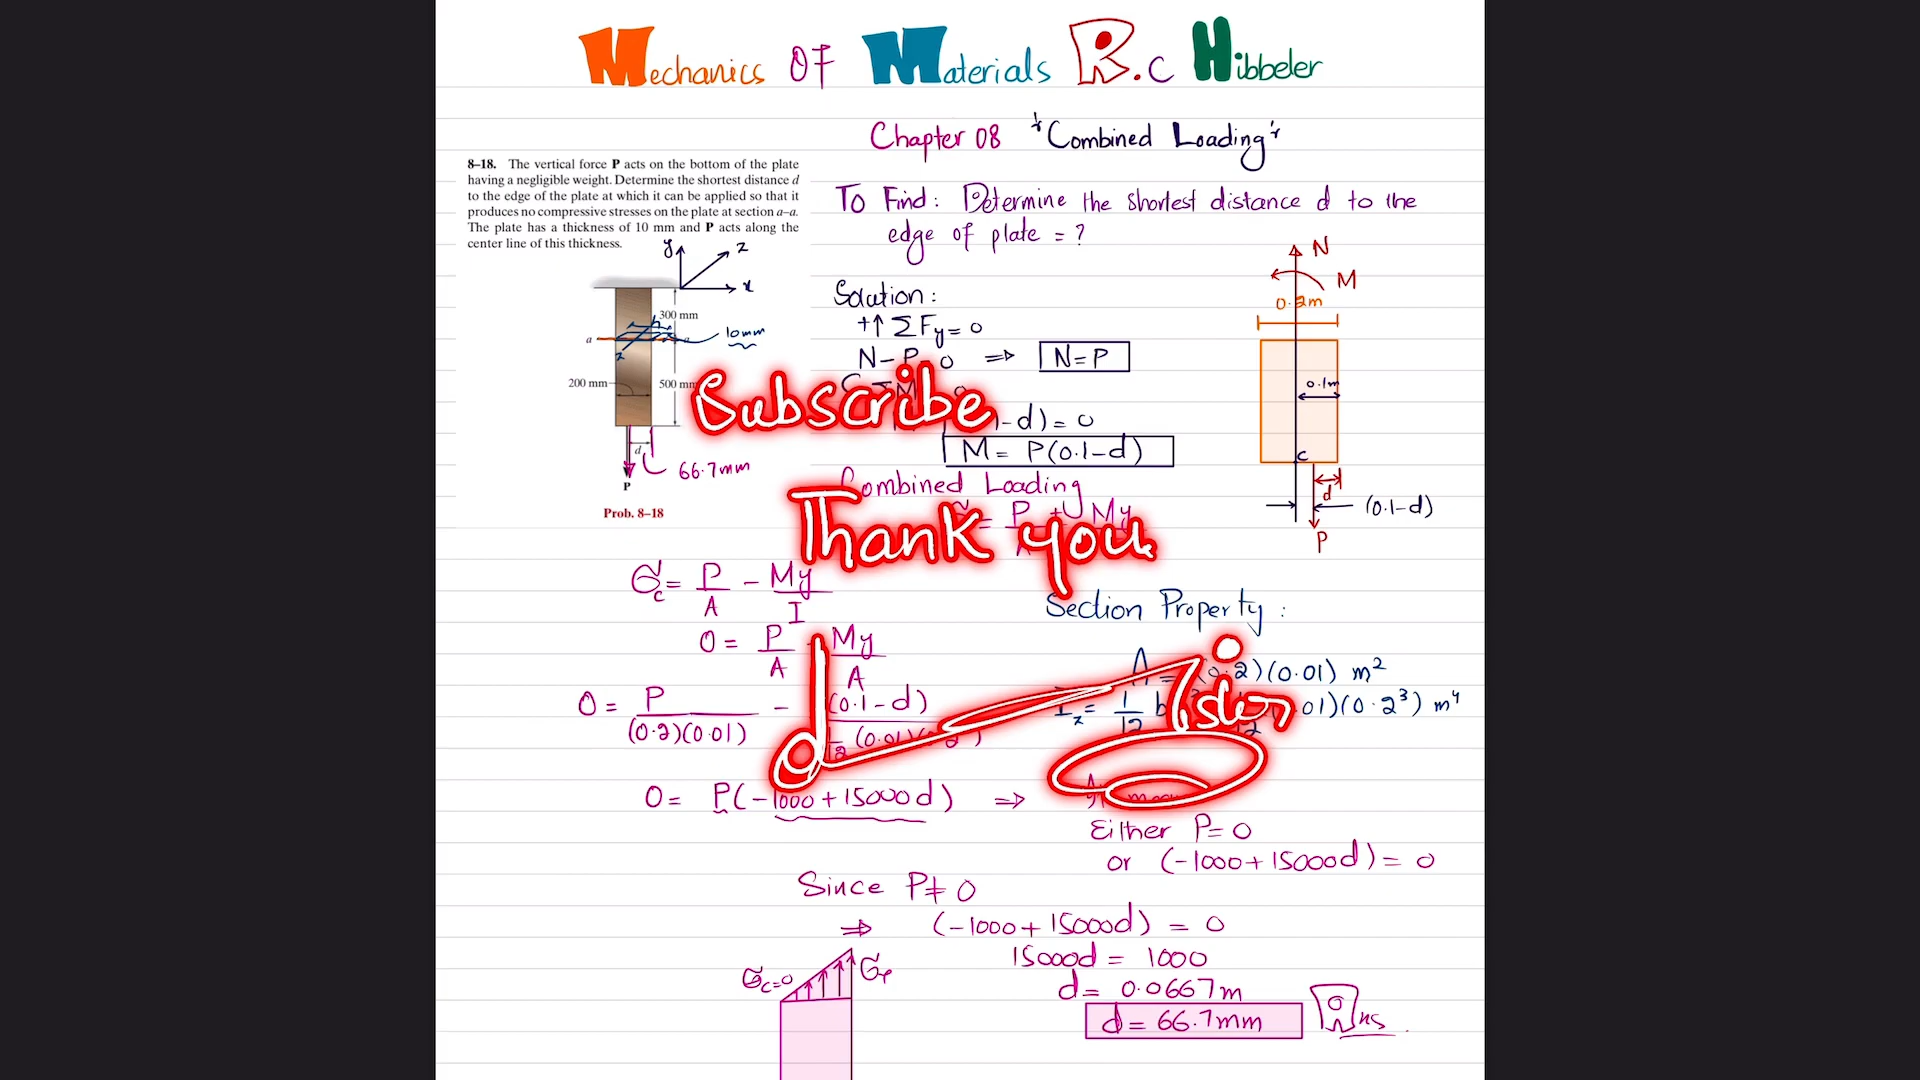 Mechanics OF Materials R.C Hibbeler
Chapter 08 "Combined Loading"
8–18. The vertical force P acts on the bottom of the plate
having a negligible weight. Determine the shortest distance d
to the edge of the plate at which it can be applied so that it
produces no compressive stresses on the plate at section a–a.
The plate has a thickness of 10 mm and P acts along the
center line of this thickness.
y
z
x
300 mm
10mm
a
a
200 mm
500 mm
d
66.7mm
P
Prob. 8–18
To Find: Determine the shortest distance d to the
edge of plate = ?
Solution:
+↑ ΣFy = 0
N - P = 0 ⇒ N = P
-d) = 0
M = P(0.1-d)
Combined Loading
N
M
0.2m
0.1m
C
d
(0.1-d)
P
Subscribe
Thank you
σc = P/A - My/I
0 = P/A - My/A
0 = P/(0.2)(0.01) - (0.1-d)
0 = P(-1000+15000d) ⇒
Section Property:
A = (0.2)(0.01) m²
Either P = 0
or (-1000+15000d) = 0
Since P ≠ 0
⇒ (-1000+15000d) = 0
15000d = 1000
d = 0.0667m
d = 66.7mm
Ans
σc=0